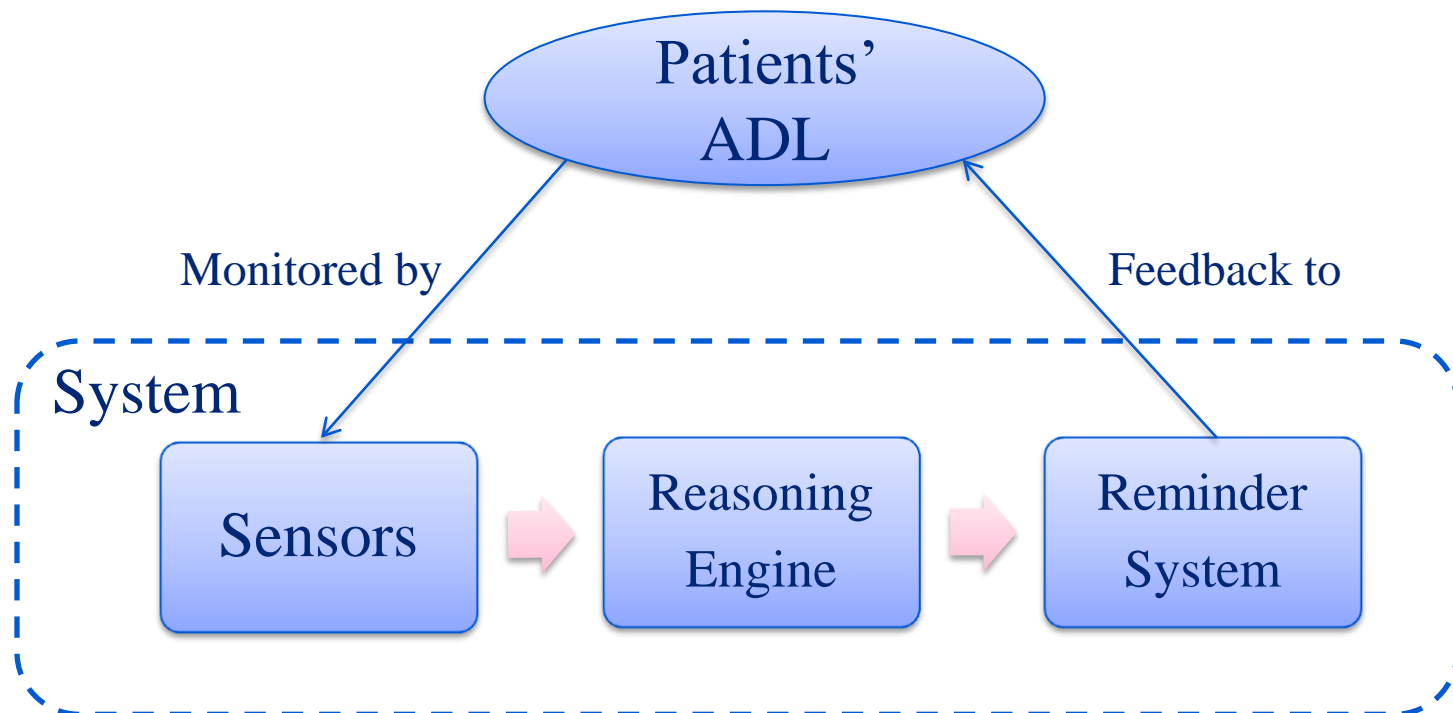 Patients’
ADL
Monitored by
Feedback to
System
Sensors
Reasoning
Engine
Reminder
System